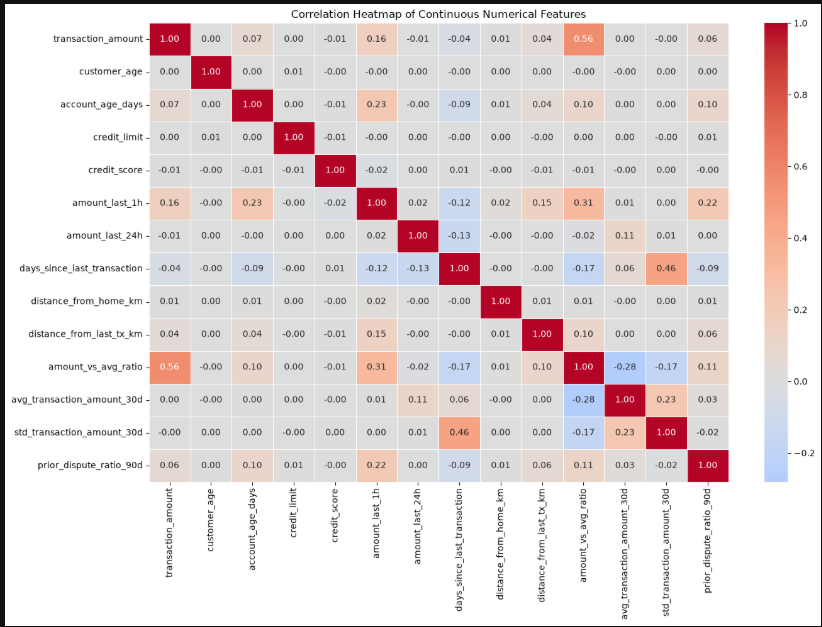 Correlation Heatmap of Continuous Numerical Features
transaction_amount 1.00 0.00 0.07 0.00 -0.01 0.16 -0.01 -0.04 0.01 0.04 0.56 0.00 -0.00 0.06
customer_age 0.00 1.00 0.00 0.01 -0.00 -0.00 0.00 -0.00 0.00 -0.00 -0.00 0.00 0.00 0.00
account_age_days 0.07 0.00 1.00 0.00 -0.01 0.23 -0.00 -0.09 0.01 0.04 0.10 0.00 0.00 0.10
credit_limit 0.00 0.01 0.00 1.00 -0.01 -0.00 0.00 -0.00 -0.00 -0.00 0.00 0.00 -0.00 0.01
credit_score -0.01 -0.00 -0.01 -0.01 1.00 -0.02 0.00 0.01 -0.00 -0.01 -0.01 -0.00 0.00 -0.00
amount_last_1h 0.16 -0.00 0.23 -0.00 -0.02 1.00 0.02 -0.12 0.02 0.15 0.31 0.01 0.00 0.22
amount_last_24h -0.01 0.00 -0.00 0.00 0.00 0.02 1.00 -0.13 -0.00 -0.00 -0.02 0.11 0.01 0.00
days_since_last_transaction -0.04 -0.00 -0.09 -0.00 0.01 -0.12 -0.13 1.00 -0.00 -0.00 -0.17 0.06 0.46 -0.09
distance_from_home_km 0.01 0.00 0.01 -0.00 -0.00 0.02 -0.00 -0.00 1.00 0.01 0.01 -0.00 0.00 0.01
distance_from_last_tx_km 0.04 -0.00 0.04 -0.00 -0.01 0.15 -0.00 -0.00 0.01 1.00 0.10 0.00 0.00 0.06
amount_vs_avg_ratio 0.56 -0.00 0.10 0.00 -0.01 0.31 -0.02 -0.17 0.01 0.10 1.00 -0.28 -0.17 0.11
avg_transaction_amount_30d 0.00 0.00 0.00 0.00 -0.00 0.01 0.11 0.06 -0.00 0.00 -0.28 1.00 0.23 0.03
std_transaction_amount_30d -0.00 0.00 0.00 -0.00 0.00 0.00 0.01 0.46 0.00 0.00 -0.17 0.23 1.00 -0.02
prior_dispute_ratio_90d 0.06 0.00 0.10 0.01 -0.00 0.22 0.00 -0.09 0.01 0.06 0.11 0.03 -0.02 1.00
transaction_amount
customer_age
account_age_days
credit_limit
credit_score
amount_last_1h
amount_last_24h
days_since_last_transaction
distance_from_home_km
distance_from_last_tx_km
amount_vs_avg_ratio
avg_transaction_amount_30d
std_transaction_amount_30d
prior_dispute_ratio_90d
1.0
0.8
0.6
0.4
0.2
0.0
−0.2